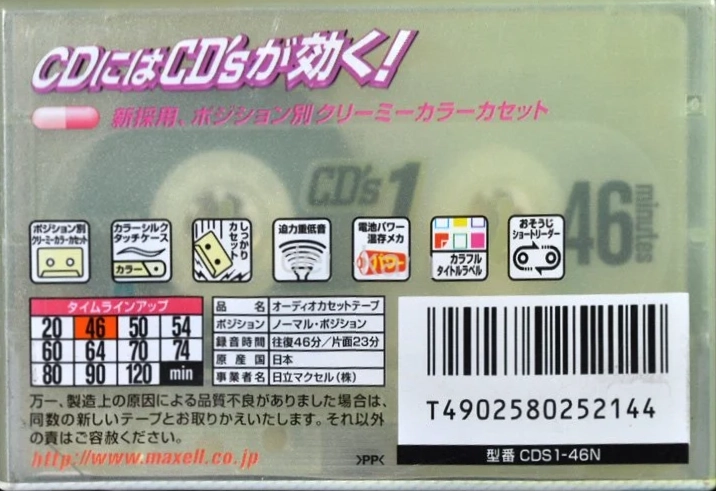 CDにはCD'sが効く!
新採用、ポジション別クリーミーカラーカセット
CD's 1
46 minutes
ポジション別
クリーミーカラーカセット
カラーシルク
タッチケース
カラー
しっかり
カセット
迫力重低音
電池パワー
温存メカ
パワー
カラフル
タイトルラベル
おそうじ
ショートリーダー
タイムラインアップ
20 46 50 54
60 64 70 74
80 90 120 min
品名 オーディオカセットテープ
ポジション ノーマル・ポジション
録音時間 往復46分/片面23分
原産国 日本
事業者名 日立マクセル(株)
万一、製造上の原因による品質不良がありました場合は、
同数の新しいテープとお取りかえいたします。それ以外
の責はご容赦ください。
http://www.maxell.co.jp
>PP<
T4902580252144
型番 CDS1-46N